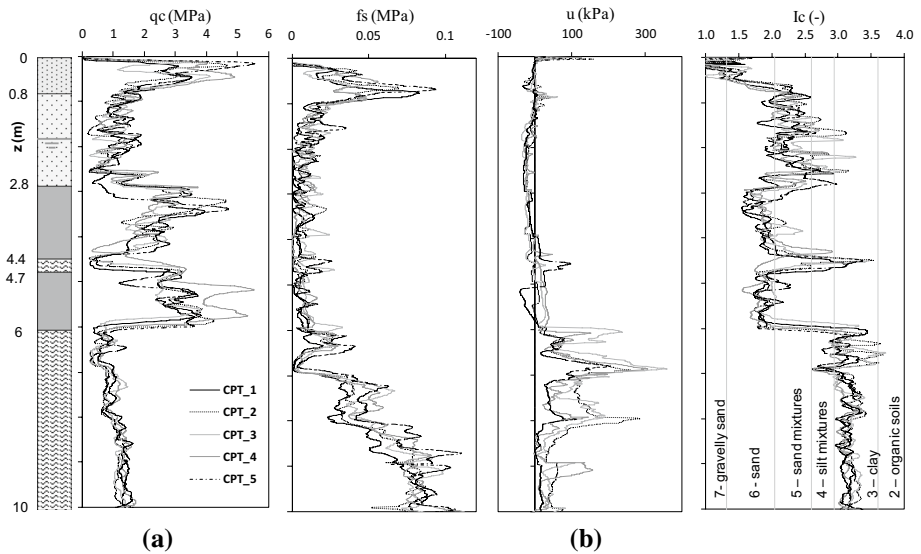 qc (MPa)
0 1 2 3 4 5 6
fs (MPa)
0 0.05 0.1
u (kPa)
-100 100 300
Ic (-)
1.0 1.5 2.0 2.5 3.0 3.5 4.0
0
0.8
z (m)
2.8
4.4
4.7
6
10
CPT_1
CPT_2
CPT_3
CPT_4
CPT_5
7- gravelly sand
6 – sand
5 – sand mixtures
4 – silt mixtures
3 – clay
2 – organic soils
(a)
(b)